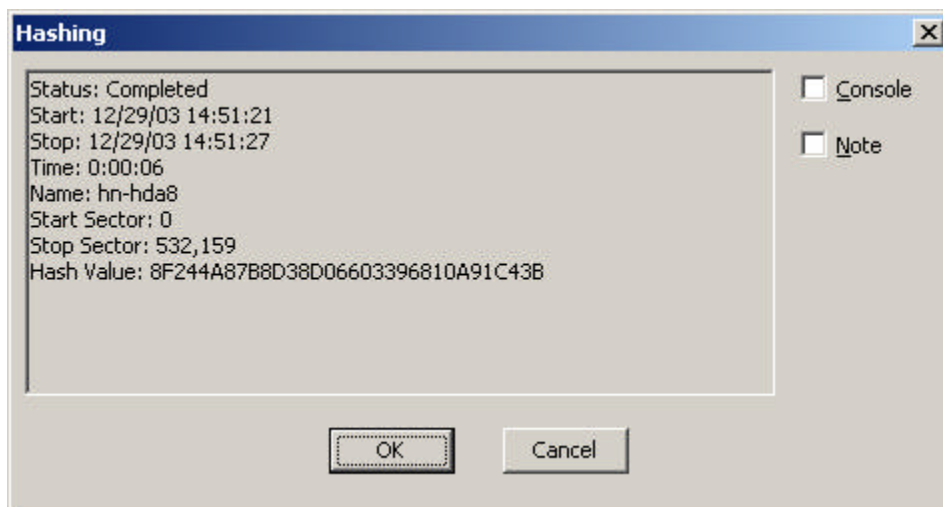 Hashing
Status: Completed
Start: 12/29/03 14:51:21
Stop: 12/29/03 14:51:27
Time: 0:00:06
Name: hn-hda8
Start Sector: 0
Stop Sector: 532,159
Hash Value: 8F244A87B8D38D06603396810A91C43B
Console
Note
OK
Cancel